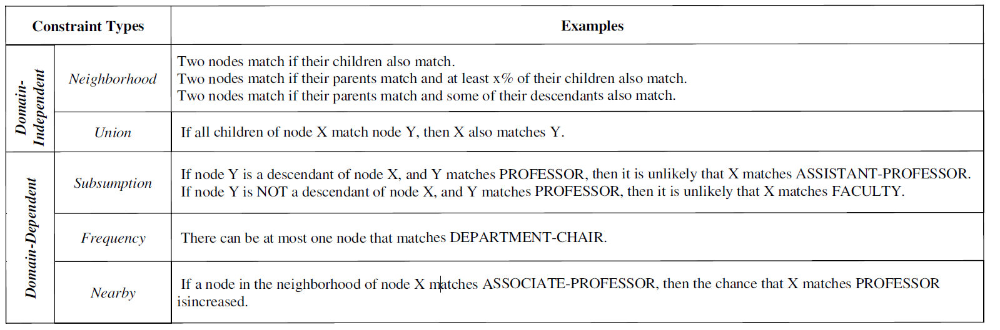 Constraint Types
Examples
Domain-
Independent
Neighborhood
Two nodes match if their children also match.
Two nodes match if their parents match and at least x% of their children also match.
Two nodes match if their parents match and some of their descendants also match.
Union
If all children of node X match node Y, then X also matches Y.
Domain-Dependent
Subsumption
If node Y is a descendant of node X, and Y matches PROFESSOR, then it is unlikely that X matches ASSISTANT-PROFESSOR.
If node Y is NOT a descendant of node X, and Y matches PROFESSOR, then it is unlikely that X matches FACULTY.
Frequency
There can be at most one node that matches DEPARTMENT-CHAIR.
Nearby
If a node in the neighborhood of node X matches ASSOCIATE-PROFESSOR, then the chance that X matches PROFESSOR
isincreased.